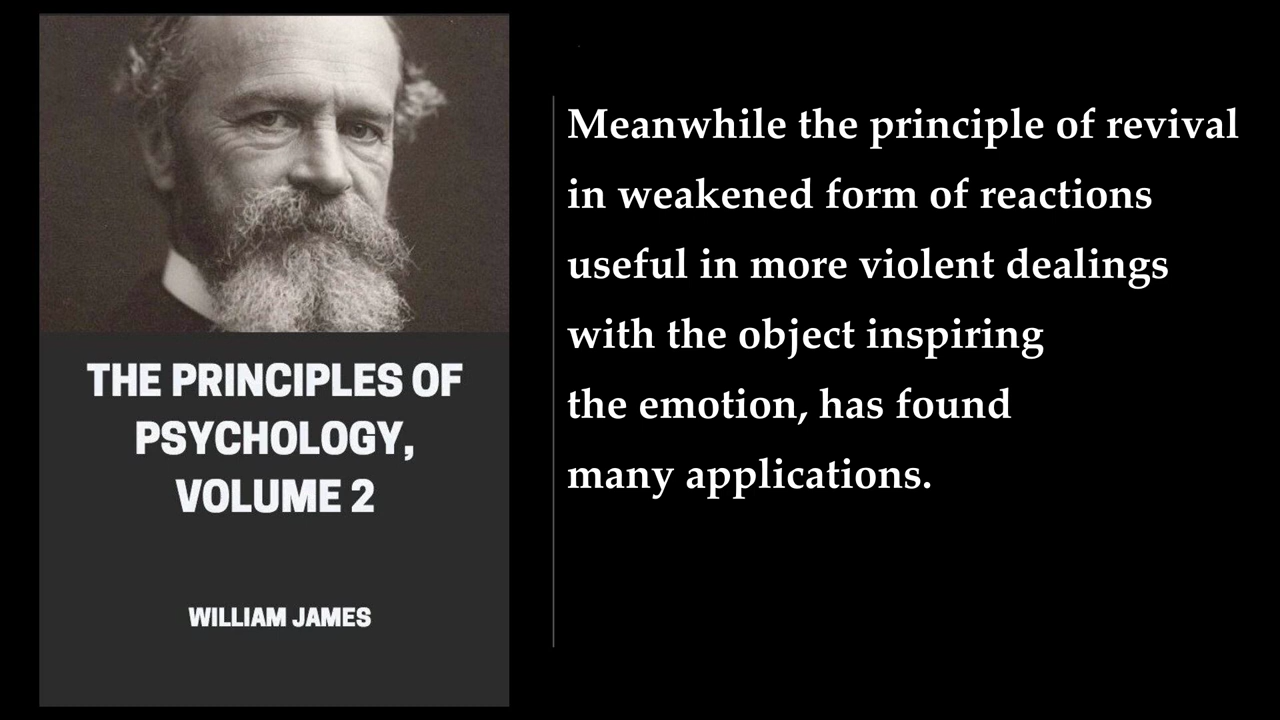 THE PRINCIPLES OF
PSYCHOLOGY,
VOLUME 2
WILLIAM JAMES
Meanwhile the principle of revival
in weakened form of reactions
useful in more violent dealings
with the object inspiring
the emotion, has found
many applications.